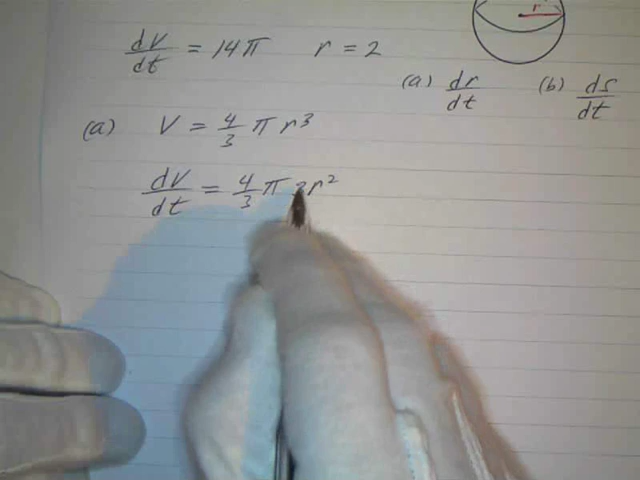 r
dV/dt = 14π r = 2
(a) dr/dt (b) ds/dt
(a) V = 4/3 π r³
dV/dt = 4/3 π 3r²